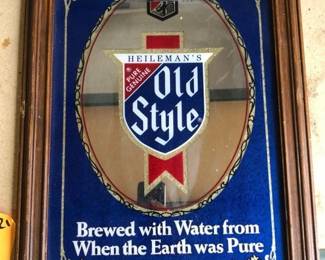 HEILEMAN'S
® PURE
GENUINE
Old
Style®
Brewed with Water from
When the Earth was Pure